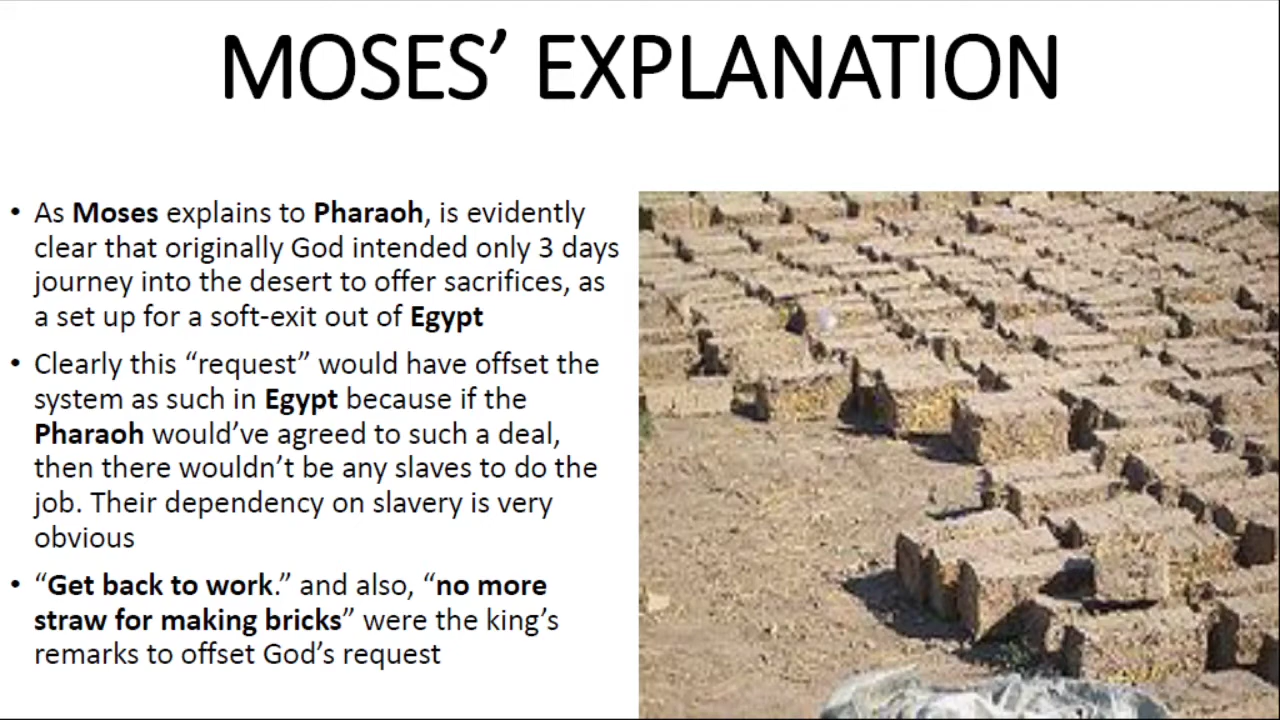 MOSES’ EXPLANATION
• As Moses explains to Pharaoh, is evidently
clear that originally God intended only 3 days
journey into the desert to offer sacrifices, as
a set up for a soft-exit out of Egypt
• Clearly this “request” would have offset the
system as such in Egypt because if the
Pharaoh would’ve agreed to such a deal,
then there wouldn’t be any slaves to do the
job. Their dependency on slavery is very
obvious
• “Get back to work.” and also, “no more
straw for making bricks” were the king’s
remarks to offset God’s request